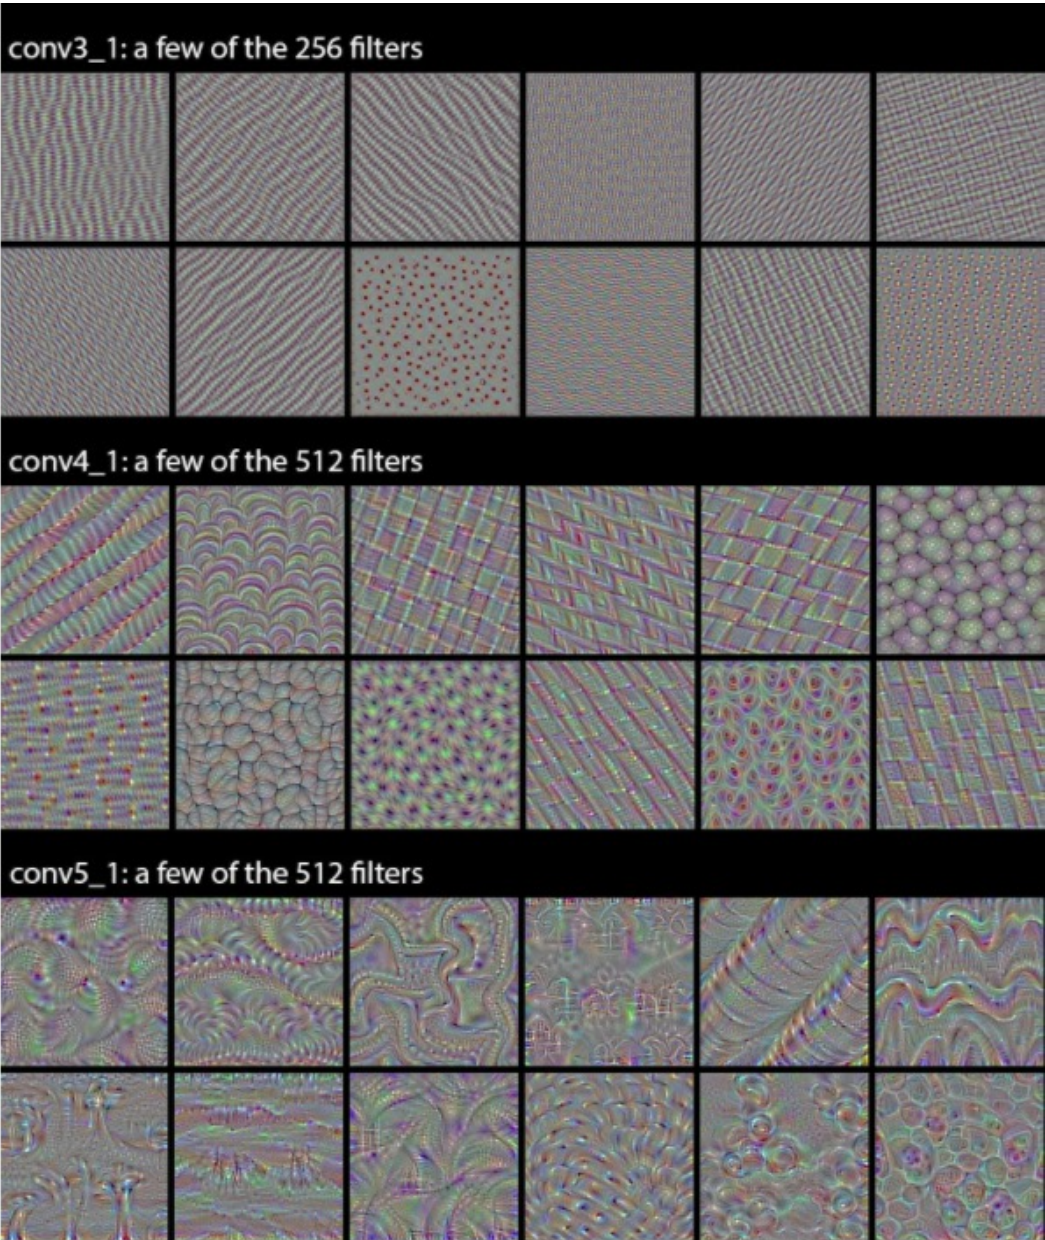 conv3_1: a few of the 256 filters
conv4_1: a few of the 512 filters
conv5_1: a few of the 512 filters